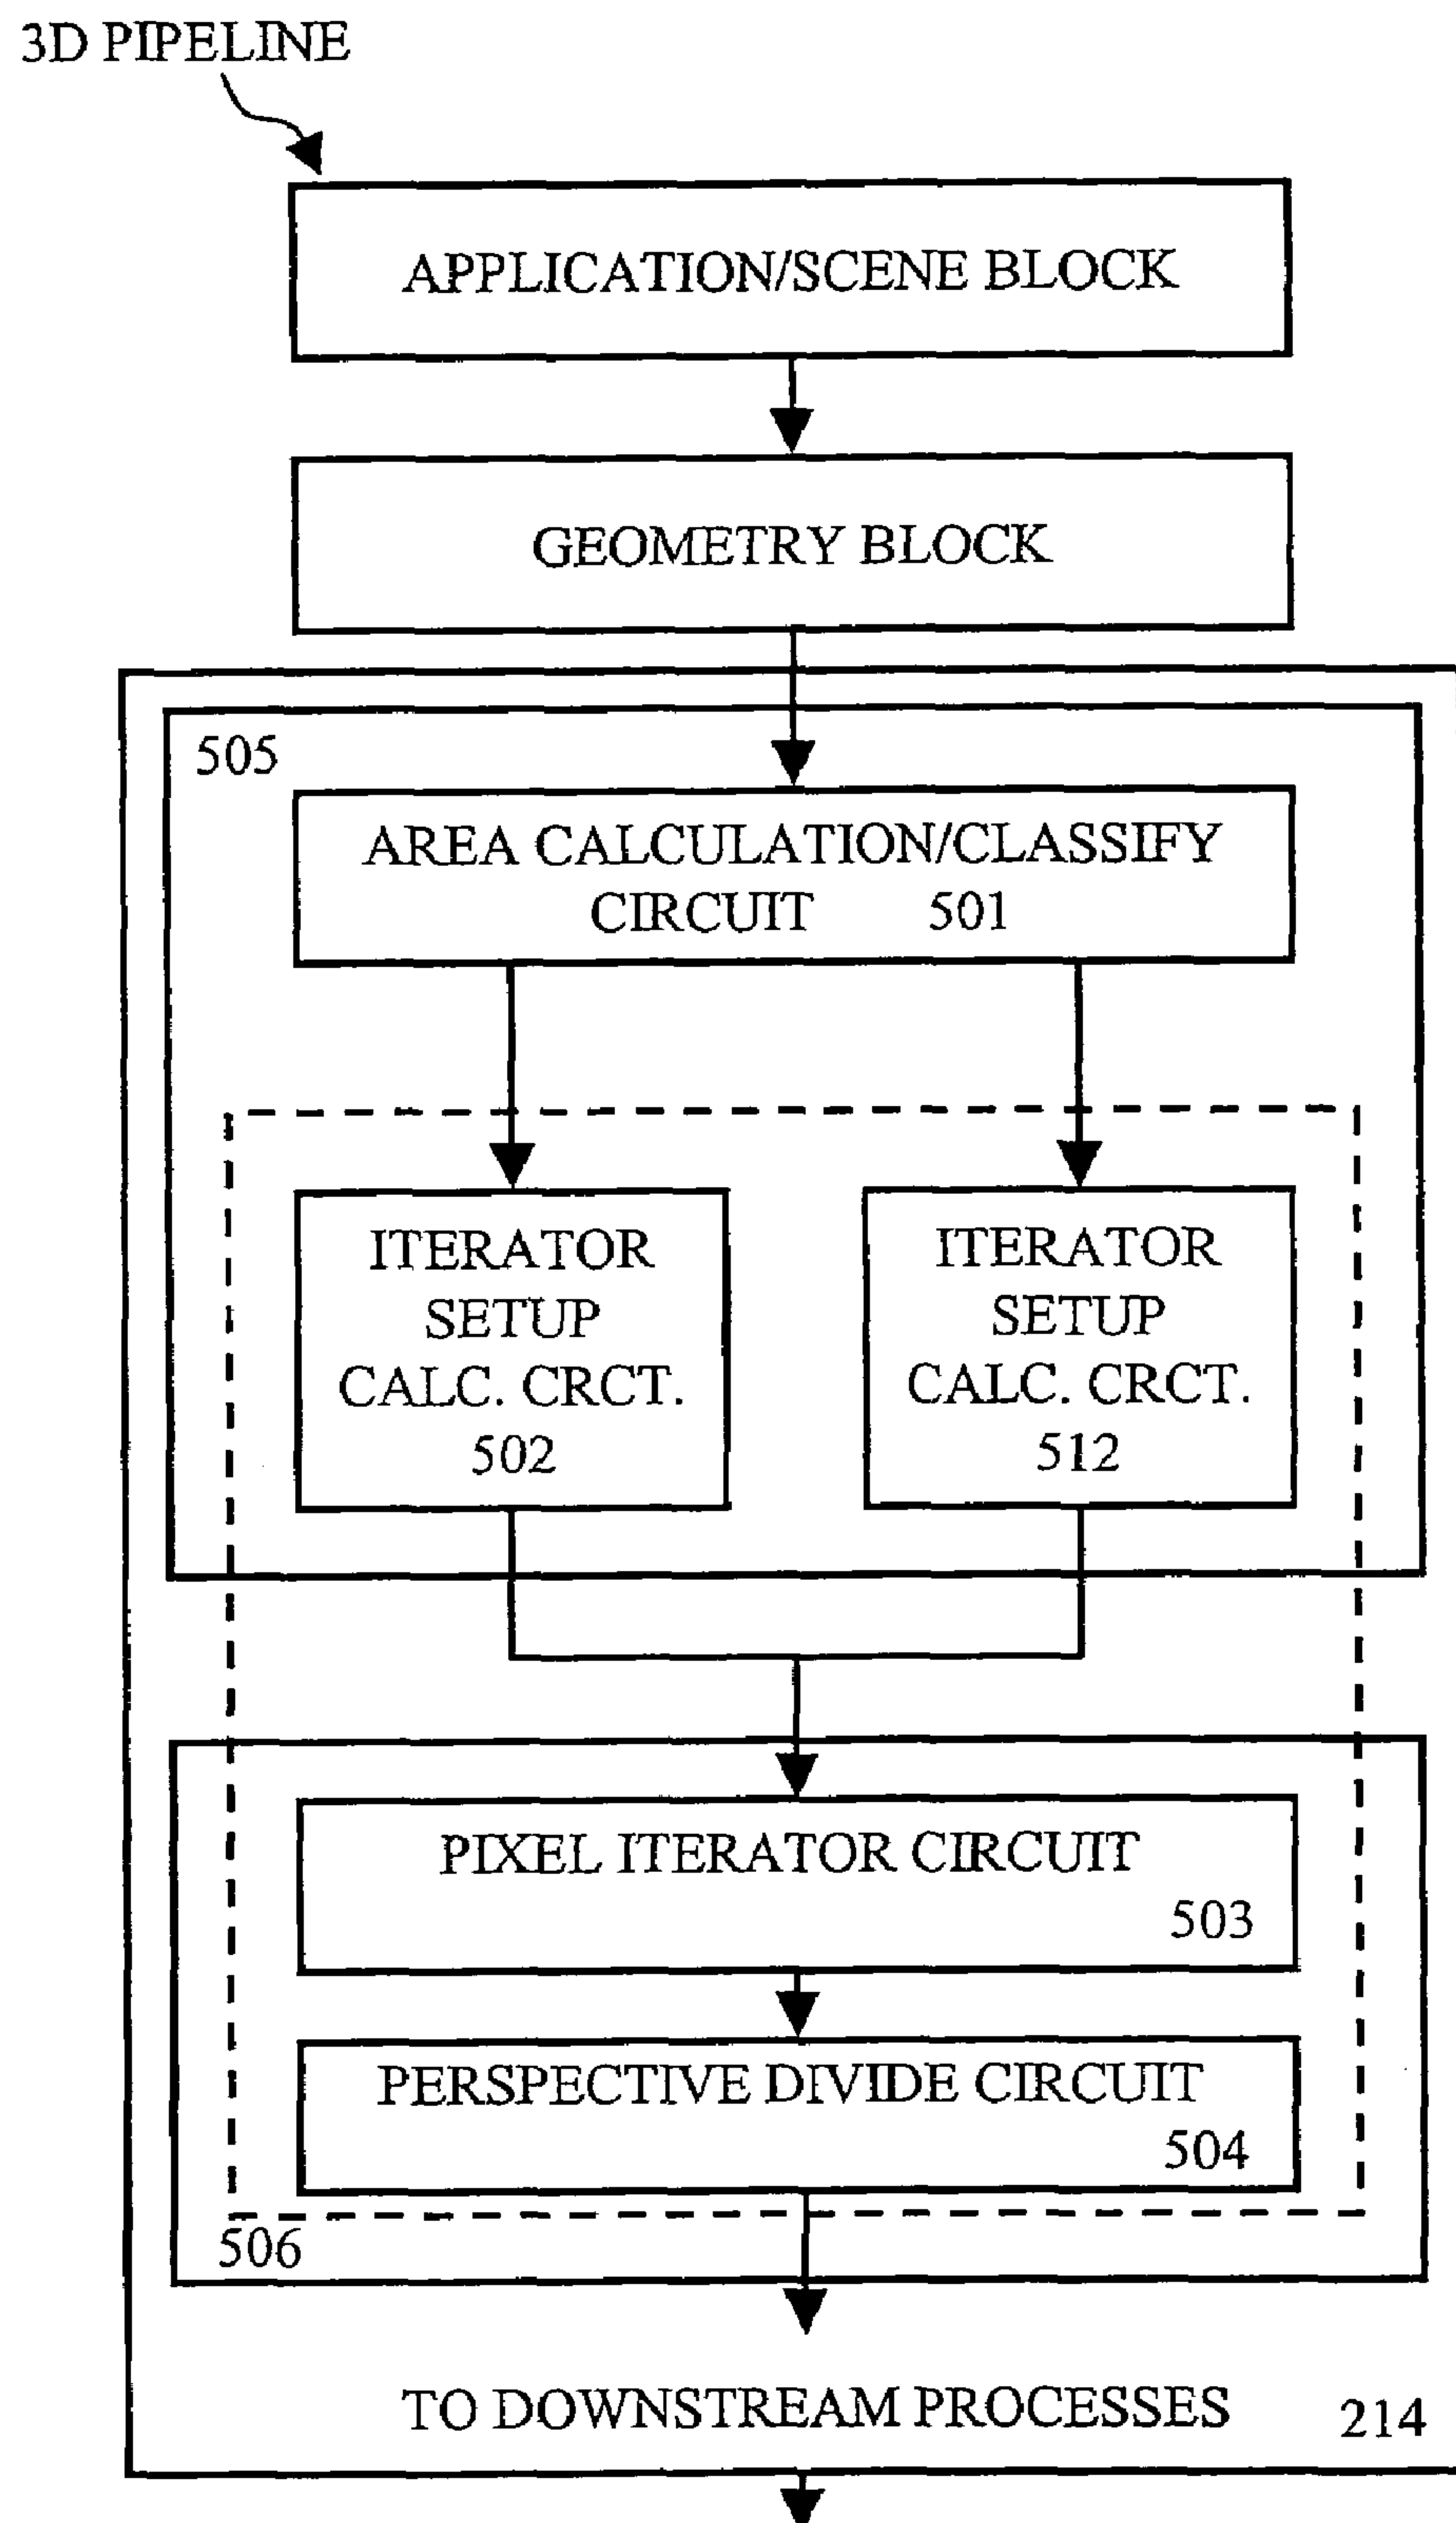 3D PIPELINE
APPLICATION/SCENE BLOCK
GEOMETRY BLOCK
505
AREA CALCULATION/CLASSIFY
CIRCUIT 501
ITERATOR
SETUP
CALC. CRCT.
502
ITERATOR
SETUP
CALC. CRCT.
512
PIXEL ITERATOR CIRCUIT
503
PERSPECTIVE DIVIDE CIRCUIT
504
506
TO DOWNSTREAM PROCESSES 214